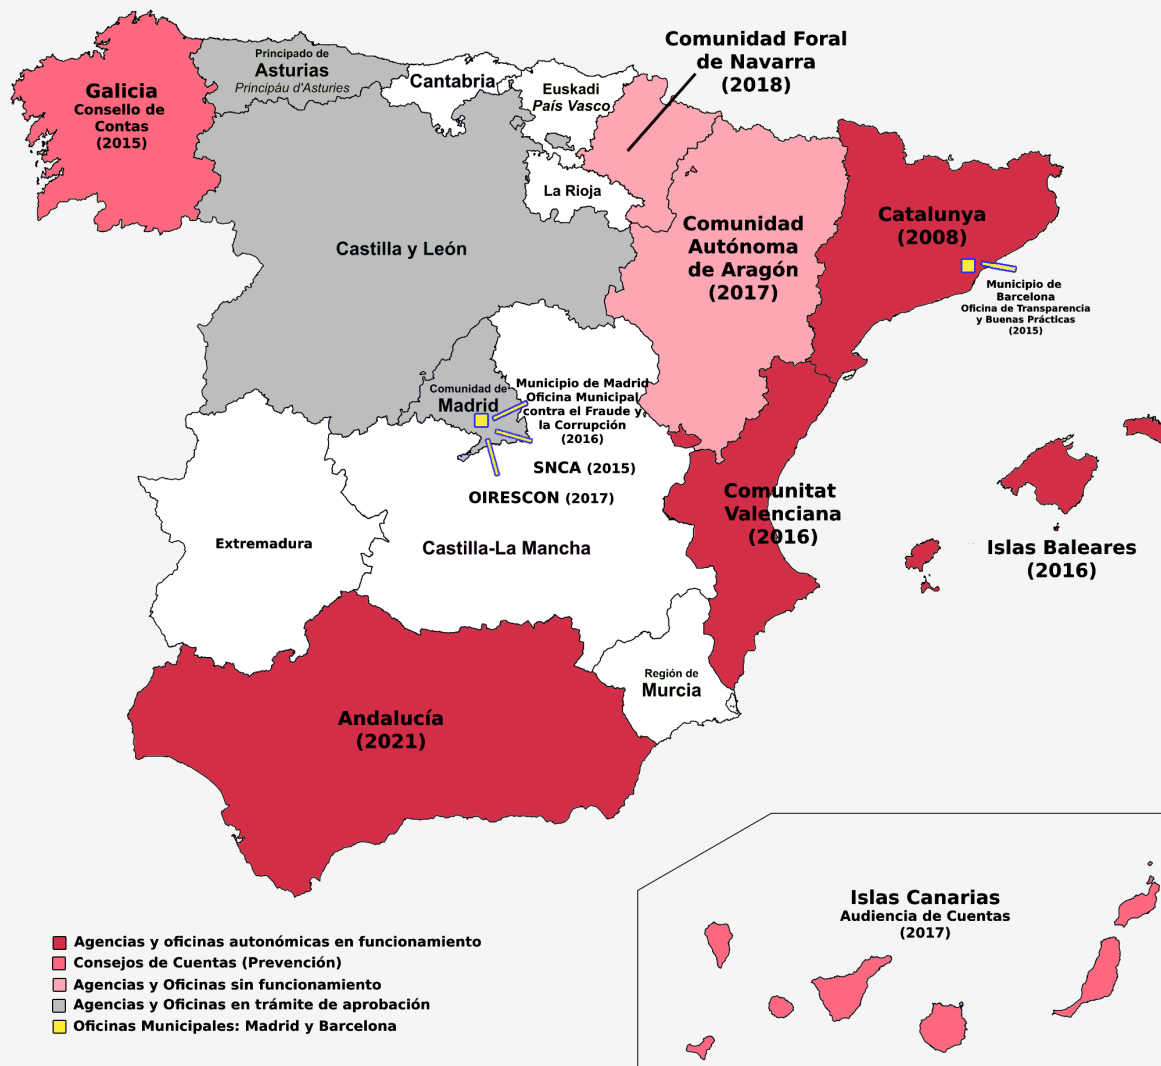 Comunidad Foral
de Navarra
(2018)
Principado de
Asturias
Principáu d'Asturies
Galicia
Consello de
Contas
(2015)
Cantabria
Euskadi
País Vasco
La Rioja
Castilla y León
Comunidad
Autónoma
de Aragón
(2017)
Catalunya
(2008)
Municipio de
Barcelona
Oficina de Transparencia
y Buenas Prácticas
(2015)
Comunidad de
Madrid
Municipio de Madrid
Oficina Municipal
contra el Fraude y
la Corrupción
(2016)
SNCA (2015)
OIRESCON (2017)
Comunitat
Valenciana
(2016)
Islas Baleares
(2016)
Extremadura
Castilla-La Mancha
Región de
Murcia
Andalucía
(2021)
Islas Canarias
Audiencia de Cuentas
(2017)
Agencias y oficinas autonómicas en funcionamiento
Consejos de Cuentas (Prevención)
Agencias y Oficinas sin funcionamiento
Agencias y Oficinas en trámite de aprobación
Oficinas Municipales: Madrid y Barcelona